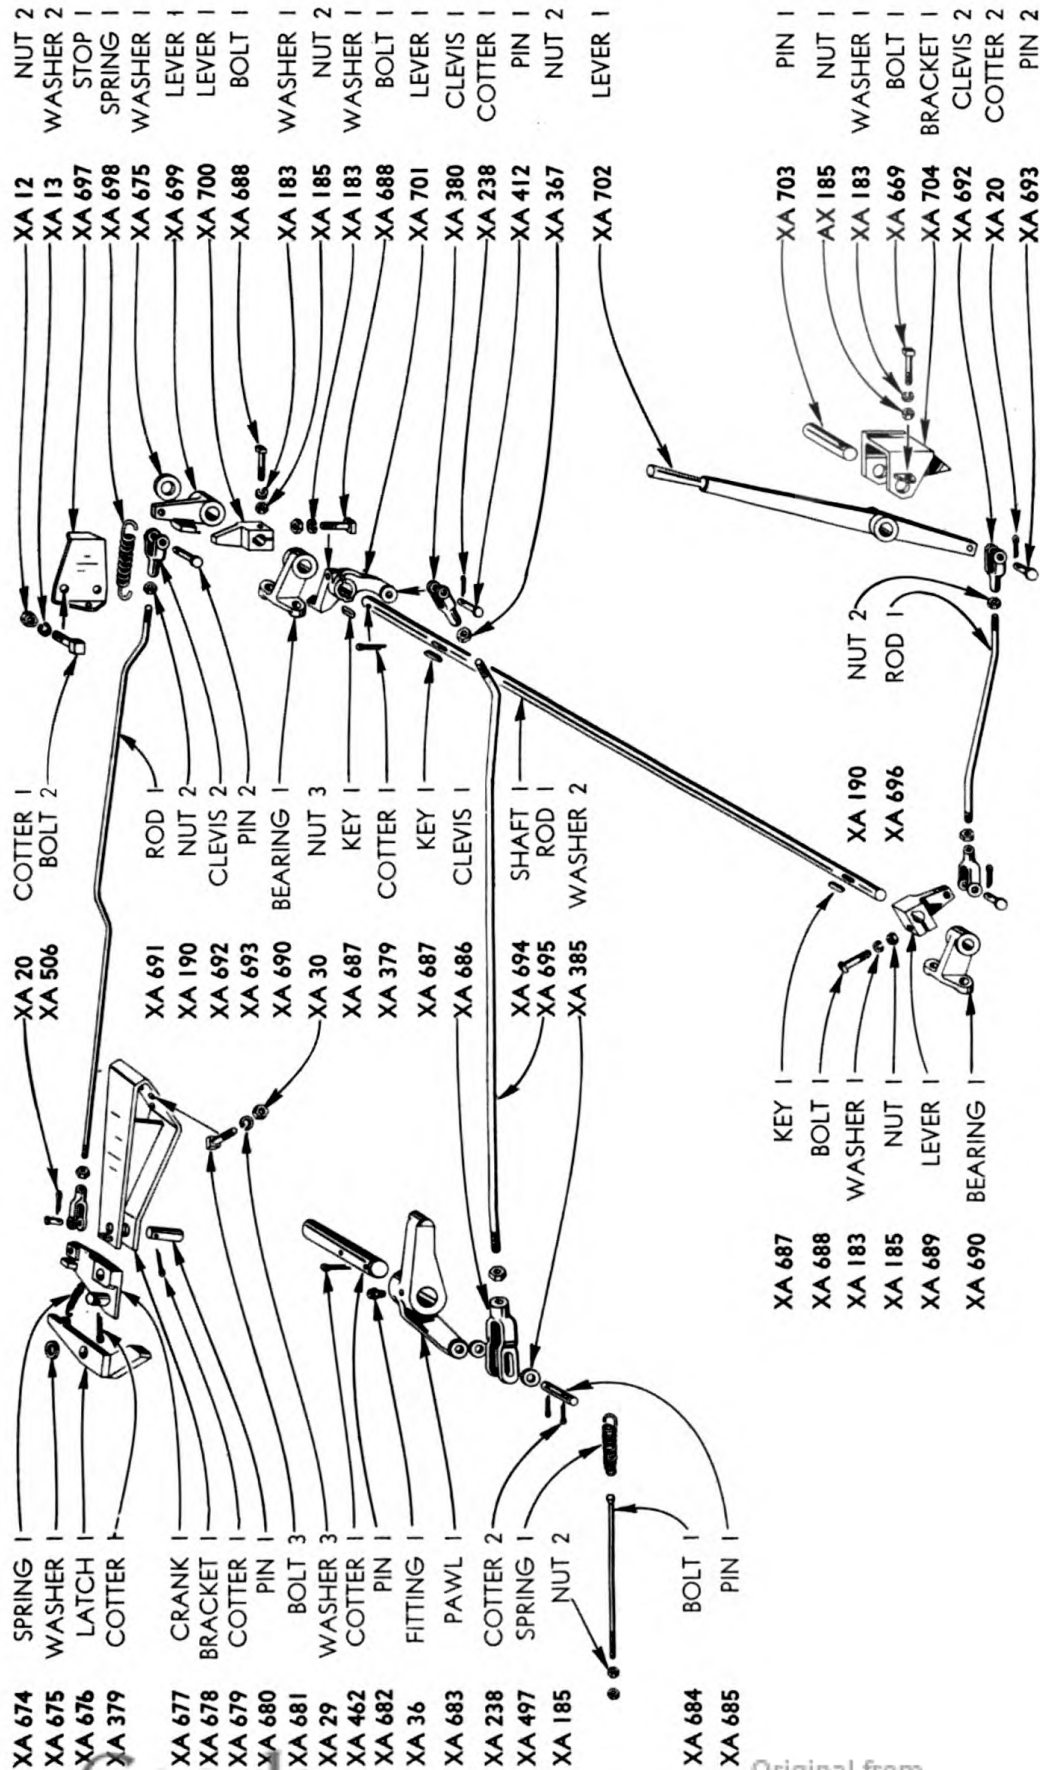 XA 674 SPRING 1
XA 675 WASHER 1
XA 676 LATCH 1
XA 379 COTTER 1
XA 677 CRANK 1
XA 678 BRACKET 1
XA 679 COTTER 1
XA 680 PIN 1
XA 681 BOLT 3
XA 29 WASHER 3
XA 462 COTTER 1
XA 682 PIN 1
XA 36 FITTING 1
XA 683 PAWL 1
XA 238 COTTER 2
XA 497 SPRING 1
XA 185 NUT 2
XA 684 BOLT 1
XA 685 PIN 1
XA 20 COTTER 1
XA 506 BOLT 2
XA 691 ROD 1
XA 190 NUT 2
XA 692 CLEVIS 2
XA 693 PIN 2
XA 690 BEARING 1
XA 30 NUT 3
XA 687 KEY 1
XA 379 COTTER 1
XA 687 KEY 1
XA 686 CLEVIS 1
XA 694 SHAFT 1
XA 695 ROD 1
XA 385 WASHER 2
XA 687 KEY 1
XA 688 BOLT 1
XA 183 WASHER 1
XA 185 NUT 1
XA 689 LEVER 1
XA 690 BEARING 1
XA 190 NUT 2
XA 696 ROD 1
XA 12 NUT 2
XA 13 WASHER 2
XA 697 STOP 1
XA 698 SPRING 1
XA 675 WASHER 1
XA 699 LEVER 1
XA 700 LEVER 1
XA 688 BOLT 1
XA 183 WASHER 1
XA 185 NUT 2
XA 183 WASHER 1
XA 688 BOLT 1
XA 701 LEVER 1
XA 380 CLEVIS 1
XA 238 COTTER 1
XA 412 PIN 1
XA 367 NUT 2
XA 702 LEVER 1
XA 703 PIN 1
AX 185 NUT 1
XA 183 WASHER 1
XA 669 BOLT 1
XA 704 BRACKET 1
XA 692 CLEVIS 2
XA 20 COTTER 2
XA 693 PIN 2
Original from